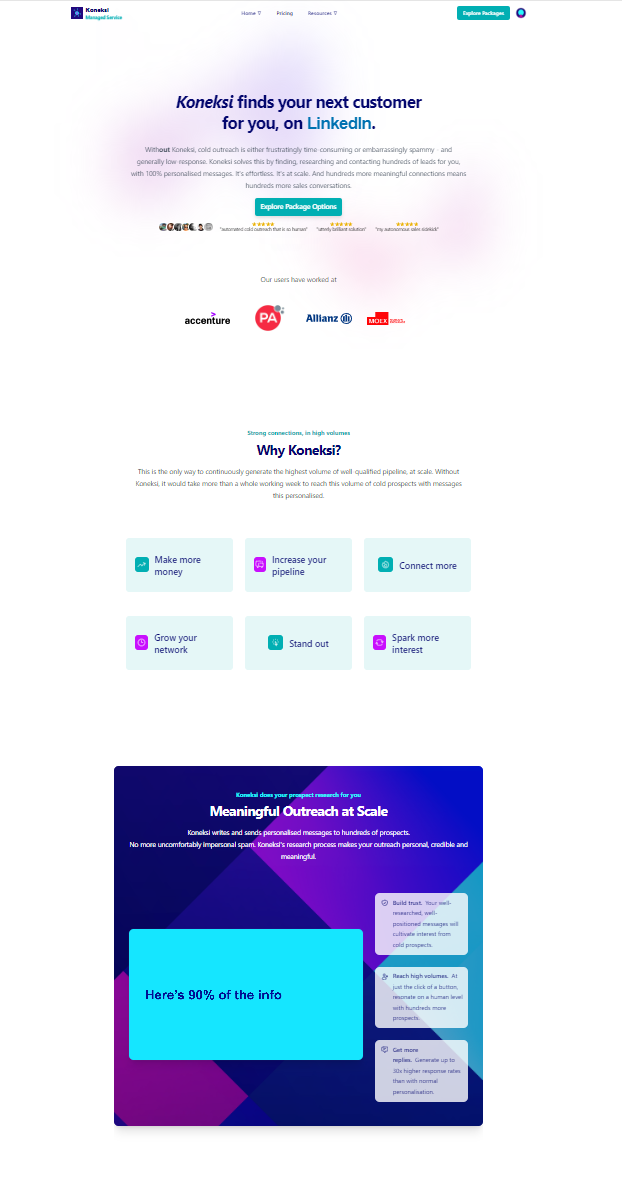 Koneksi
Managed Service
Home ▽
Pricing
Resources ▽
Explore Packages
Koneksi finds your next customer
for you, on LinkedIn.
Without Koneksi, cold outreach is either frustratingly time-consuming or embarrassingly spammy - and
generally low-response. Koneksi solves this by finding, researching and contacting hundreds of leads for you,
with 100% personalised messages. It's effortless. It's at scale. And hundreds more meaningful connections means
hundreds more sales conversations.
Explore Package Options
"automated cold outreach that is so human"
"utterly brilliant solution"
"my autonomous sales sidekick"
Our users have worked at
accenture
PA
Allianz
MOEX
Strong connections, in high volumes
Why Koneksi?
This is the only way to continuously generate the highest volume of well-qualified pipeline, at scale. Without
Koneksi, it would take more than a whole working week to reach this volume of cold prospects with messages
this personalised.
Make more
money
Increase your
pipeline
Connect more
Grow your
network
Stand out
Spark more
interest
Koneksi does your prospect research for you
Meaningful Outreach at Scale
Koneksi writes and sends personalised messages to hundreds of prospects.
No more uncomfortably impersonal spam. Koneksi's research process makes your outreach personal, credible and
meaningful.
Here's 90% of the info
Build trust. Your well-
researched, well-
positioned messages will
cultivate interest from
cold prospects.
Reach high volumes. At
just the click of a button,
resonate on a human level
with hundreds more
prospects.
Get more
replies. Generate up to
30x higher response rates
than with normal
personalisation.